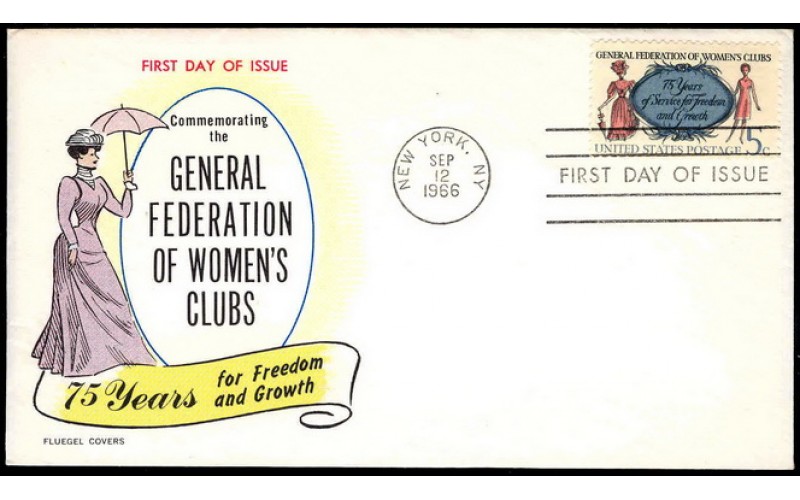 FIRST DAY OF ISSUE
Commemorating
the
GENERAL
FEDERATION
OF WOMEN'S
CLUBS
75 Years for Freedom
and Growth
FLUEGEL COVERS
NEW YORK, NY
SEP
12
1966
GENERAL FEDERATION OF WOMEN'S CLUBS
75 Years
of Service for Freedom
and Growth
UNITED STATES POSTAGE 5c
FIRST DAY OF ISSUE